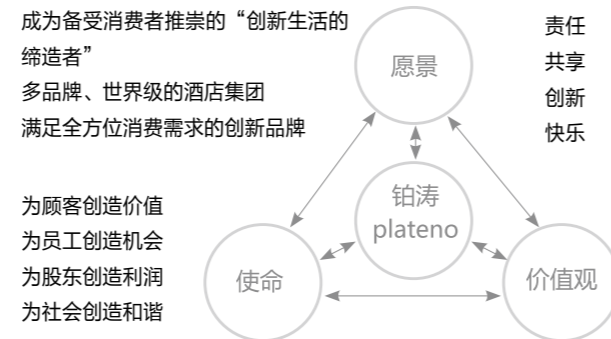 成为备受消费者推崇的“创新生活的
缔造者”
多品牌、世界级的酒店集团
满足全方位消费需求的创新品牌
愿景
责任
共享
创新
快乐
铂涛
plateno
为顾客创造价值
为员工创造机会
为股东创造利润
为社会创造和谐
使命
价值观